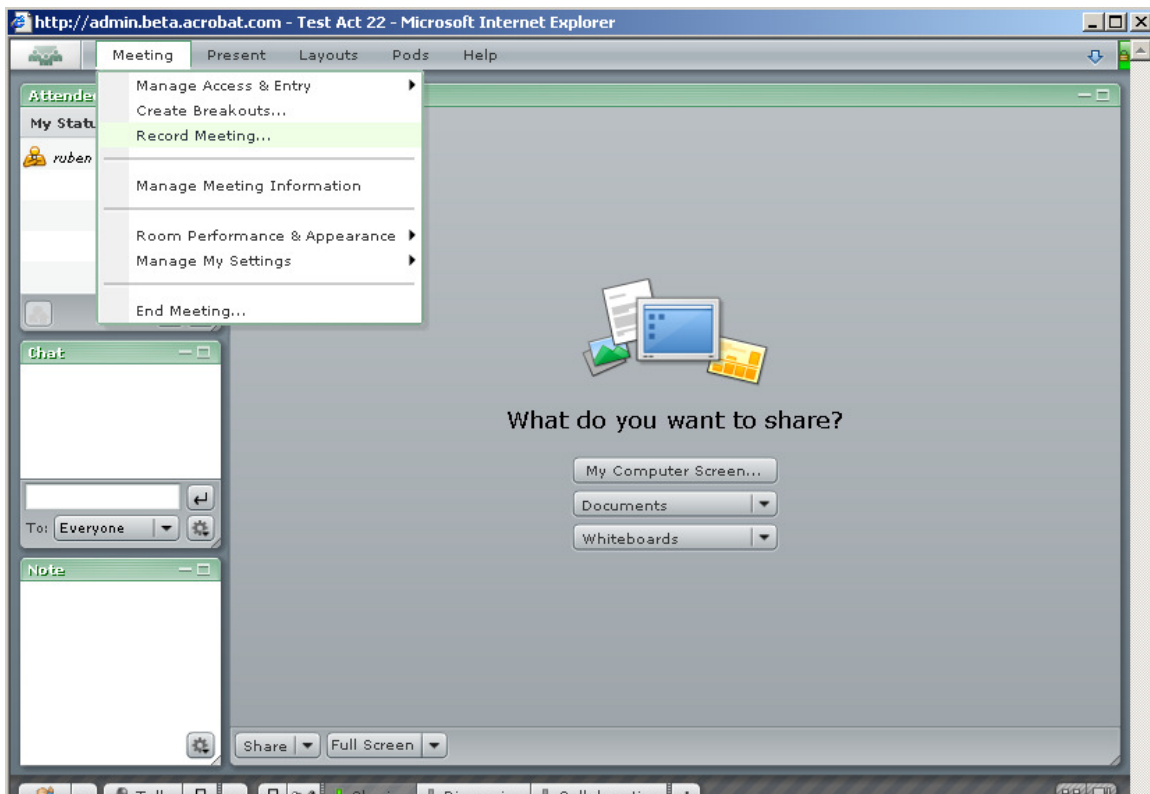 http://admin.beta.acrobat.com - Test Act 22 - Microsoft Internet Explorer
Meeting Present Layouts Pods Help
Manage Access & Entry
Create Breakouts...
Record Meeting...
Manage Meeting Information
Room Performance & Appearance
Manage My Settings
End Meeting...
My Statu
ruben
What do you want to share?
My Computer Screen...
Documents
Whiteboards
Chat
To: Everyone
Note
Share Full Screen